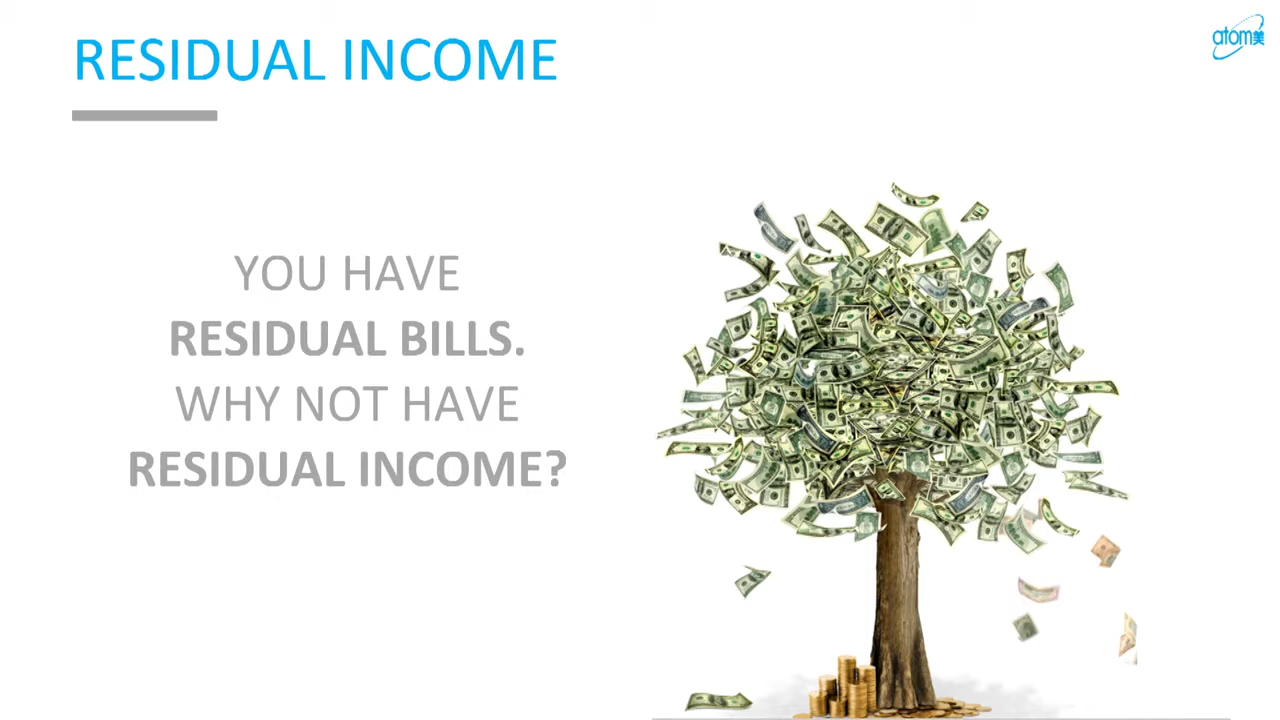 RESIDUAL INCOME
atom美
YOU HAVE
RESIDUAL BILLS.
WHY NOT HAVE
RESIDUAL INCOME?